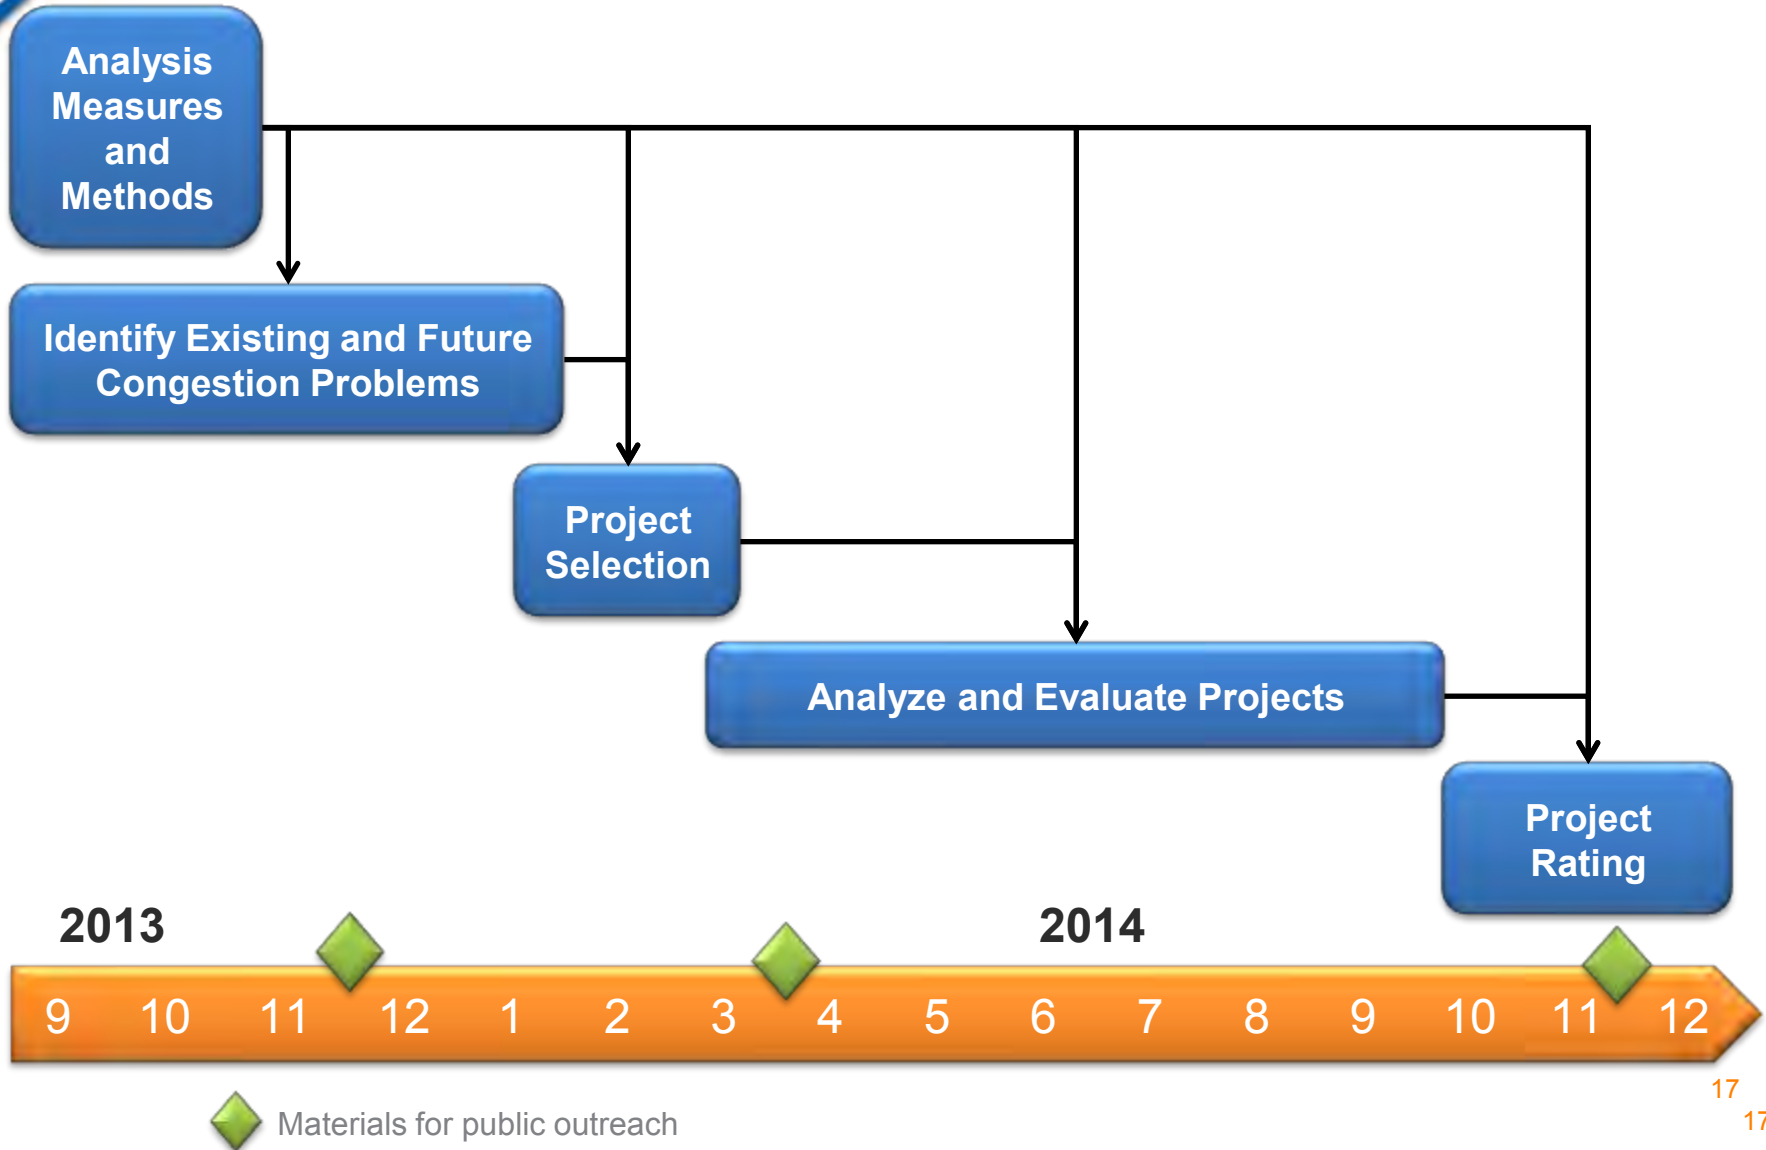 Analysis
Measures
and
Methods
Identify Existing and Future
Congestion Problems
Project
Selection
Analyze and Evaluate Projects
Project
Rating
2013
2014
9 10 11 12 1 2 3 4 5 6 7 8 9 10 11 12
Materials for public outreach
17
17